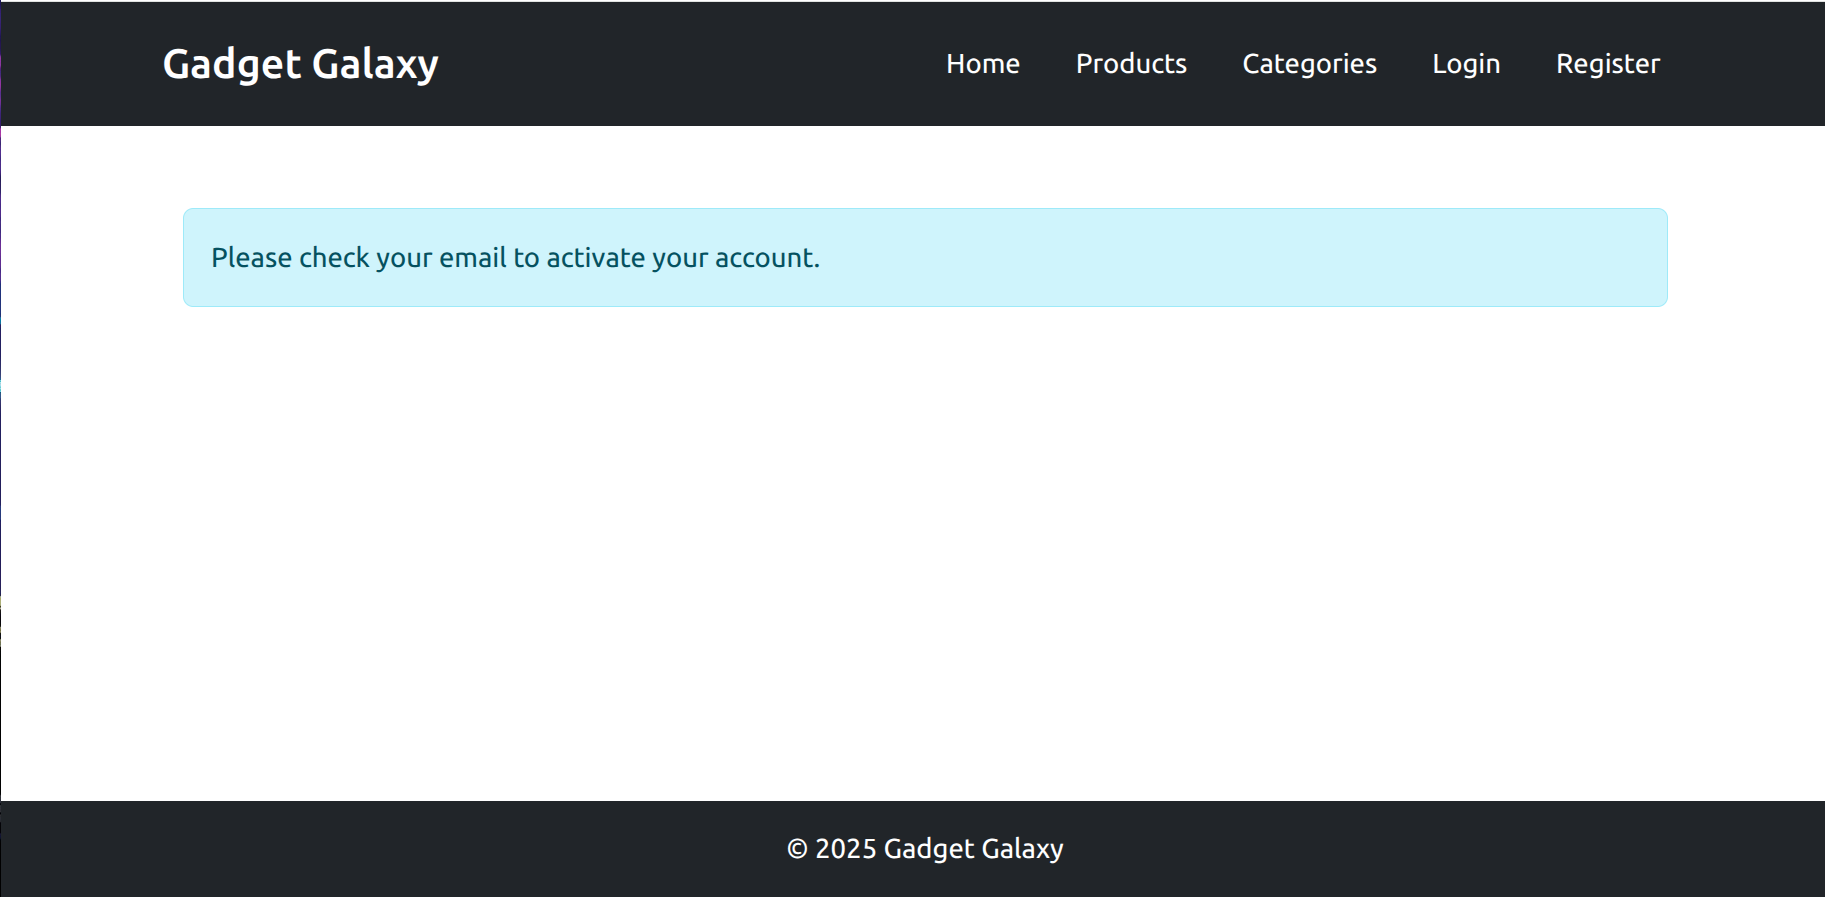 Gadget Galaxy
Home Products Categories Login Register
Please check your email to activate your account.
© 2025 Gadget Galaxy